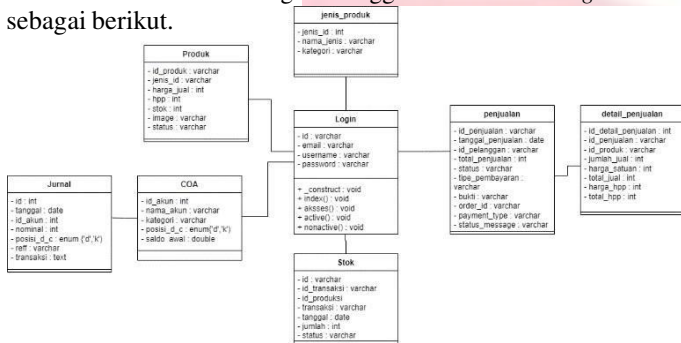 sebagai berikut.
jenis_produk
- jenis_id : int
- nama_jenis : varchar
- kategori : varchar
Produk
- id_produk : varchar
- jenis_id : varchar
- harga_jual : int
- hpp : int
- stok : int
- image : varchar
- status : varchar
Login
- id : varchar
- email : varchar
- username : varchar
- password : varchar
+ _construct : void
+ index() : void
+ aksses() : void
+ active() : void
+ nonactive() : void
penjualan
- id_penjualan : varchar
- tanggal_penjualan : date
- id_pelanggan : varchar
- total_penjualan : int
- status : varchar
- tipe_pembayaran :
varchar
- bukti : varchar
- order_id : varchar
- payment_type : varchar
- status_message : varchar
detail_penjualan
- id_detail_penjualan : int
- id_penjualan : varchar
- id_produk : varchar
- jumlah_jual : int
- harga_satuan : int
- total_jual : int
- harga_hpp : int
- total_hpp : int
Jurnal
- id : int
- tanggal : date
- id_akun : int
- nominal : int
- posisi_d_c : enum ('d','k')
- reff : varchar
- transaksi : text
COA
- id_akun : int
- nama_akun : varchar
- kategori : varchar
- posisi_d_c : enum('d','k')
- saldo_awal : double
Stok
- id : varchar
- id_transaksi : varchar
- id_produksi
- transaksi : varchar
- tanggal : date
- jumlah : int
- status : varchar